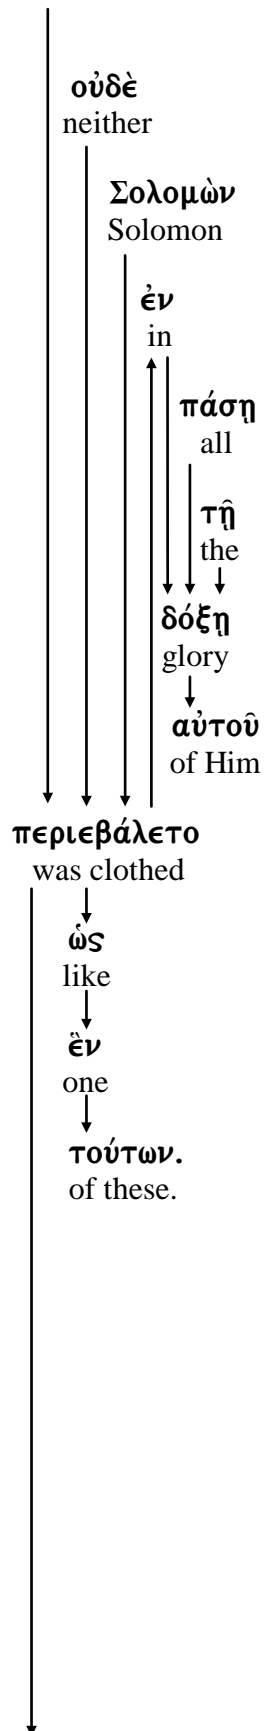 οὐδὲ
neither
Σολομὼν
Solomon
ἐν
in
πάσῃ
all
τῇ
the
δόξῃ
glory
αὐτοῦ
of Him
περιεβάλετο
was clothed
ὡς
like
ἓν
one
τούτων.
of these.